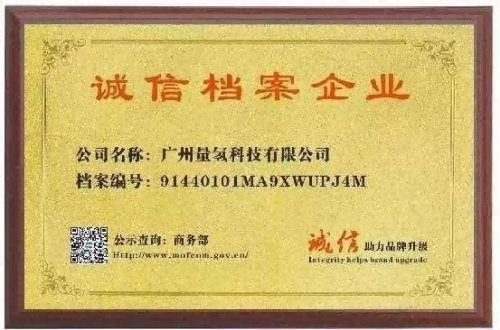 诚信档案企业
公司名称：广州量氢科技有限公司
档案编号：91440101MA9XWUPJ4M
公示查询：商务部
Http://www.mofcom.gov.cn/
诚信 助力品牌升级
Integrity helps brand upgrade